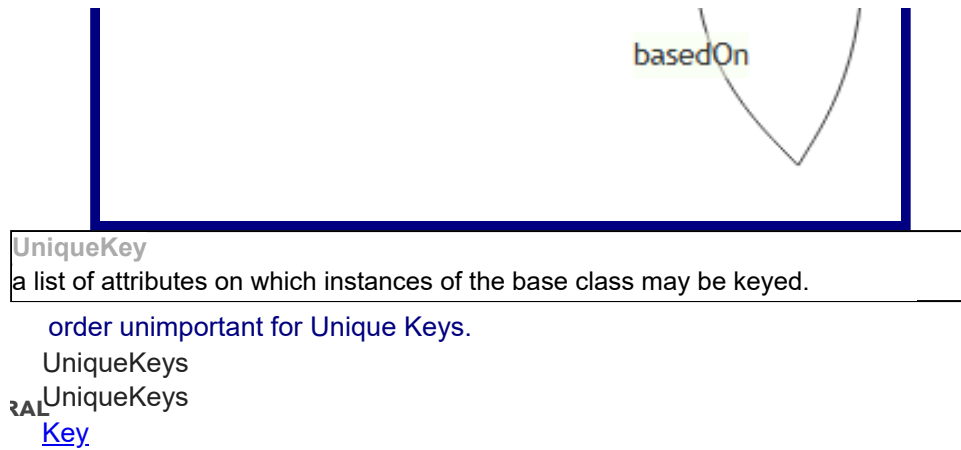 basedOn
UniqueKey
a list of attributes on which instances of the base class may be keyed.
order unimportant for Unique Keys.
UniqueKeys
RAL
UniqueKeys
Key